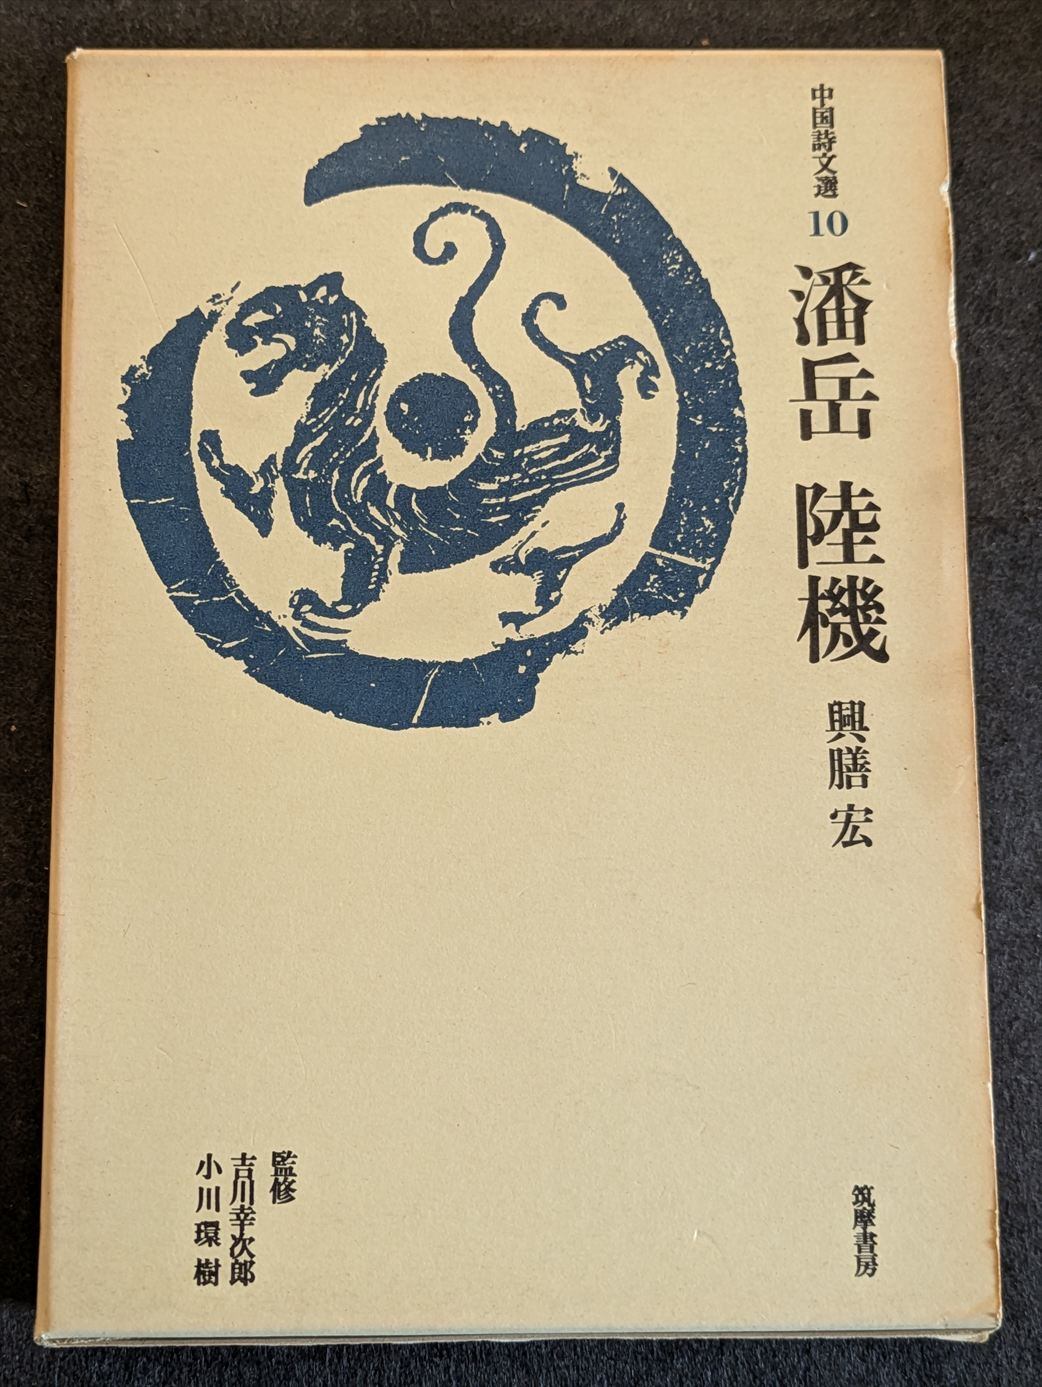 中国詩文選 10
潘岳 陸機
興膳 宏
筑摩書房
監修
吉川幸次郎
小川環樹